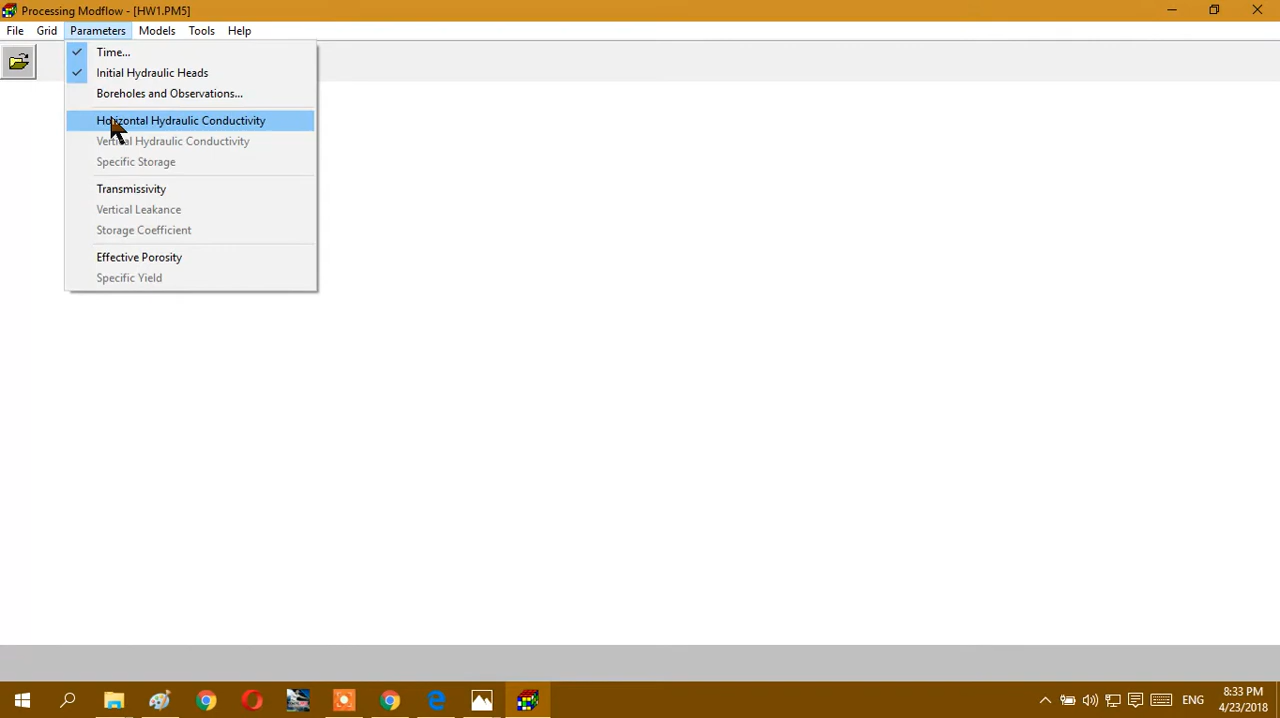 Processing Modflow - [HW1.PM5]
File Grid Parameters Models Tools Help
Time...
Initial Hydraulic Heads
Boreholes and Observations...
Horizontal Hydraulic Conductivity
Vertical Hydraulic Conductivity
Specific Storage
Transmissivity
Vertical Leakance
Storage Coefficient
Effective Porosity
Specific Yield
ENG
8:33 PM
4/23/2018